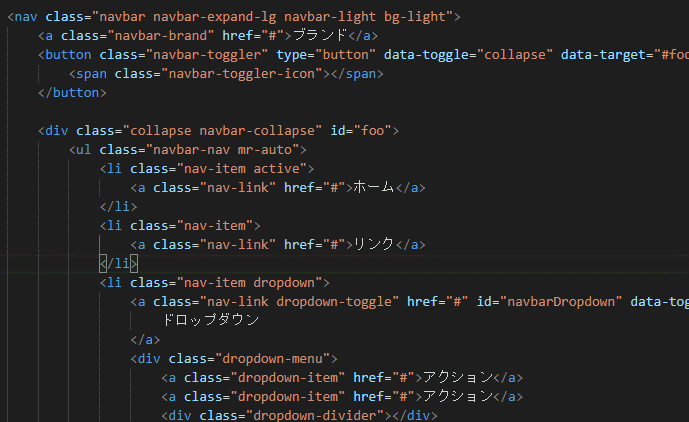 <nav class="navbar navbar-expand-lg navbar-light bg-light">
<a class="navbar-brand" href="#">ブランド</a>
<button class="navbar-toggler" type="button" data-toggle="collapse" data-target="#foo
<span class="navbar-toggler-icon"></span>
</button>
<div class="collapse navbar-collapse" id="foo">
<ul class="navbar-nav mr-auto">
<li class="nav-item active">
<a class="nav-link" href="#">ホーム</a>
</li>
<li class="nav-item">
<a class="nav-link" href="#">リンク</a>
</li>
<li class="nav-item dropdown">
<a class="nav-link dropdown-toggle" href="#" id="navbarDropdown" data-tog
ドロップダウン
</a>
<div class="dropdown-menu">
<a class="dropdown-item" href="#">アクション</a>
<a class="dropdown-item" href="#">アクション</a>
<div class="dropdown-divider"></div>